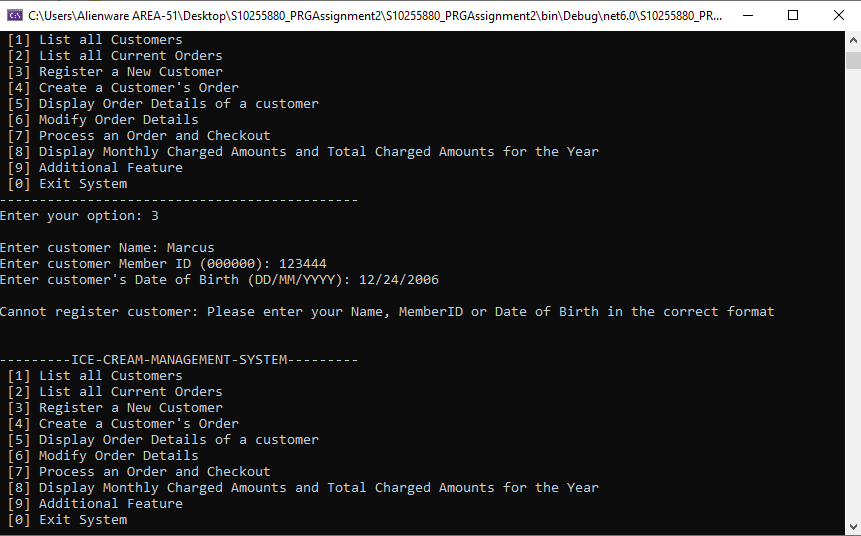 C:\Users\Alienware AREA-51\Desktop\S10255880_PRGAssignment2\S10255880_PRGAssignment2\bin\Debug\net6.0\S10255880_PR...
[1] List all Customers
[2] List all Current Orders
[3] Register a New Customer
[4] Create a Customer's Order
[5] Display Order Details of a customer
[6] Modify Order Details
[7] Process an Order and Checkout
[8] Display Monthly Charged Amounts and Total Charged Amounts for the Year
[9] Additional Feature
[0] Exit System
---------------------------------------------
Enter your option: 3
Enter customer Name: Marcus
Enter customer Member ID (000000): 123444
Enter customer's Date of Birth (DD/MM/YYYY): 12/24/2006
Cannot register customer: Please enter your Name, MemberID or Date of Birth in the correct format
---------ICE-CREAM-MANAGEMENT-SYSTEM---------
[1] List all Customers
[2] List all Current Orders
[3] Register a New Customer
[4] Create a Customer's Order
[5] Display Order Details of a customer
[6] Modify Order Details
[7] Process an Order and Checkout
[8] Display Monthly Charged Amounts and Total Charged Amounts for the Year
[9] Additional Feature
[0] Exit System